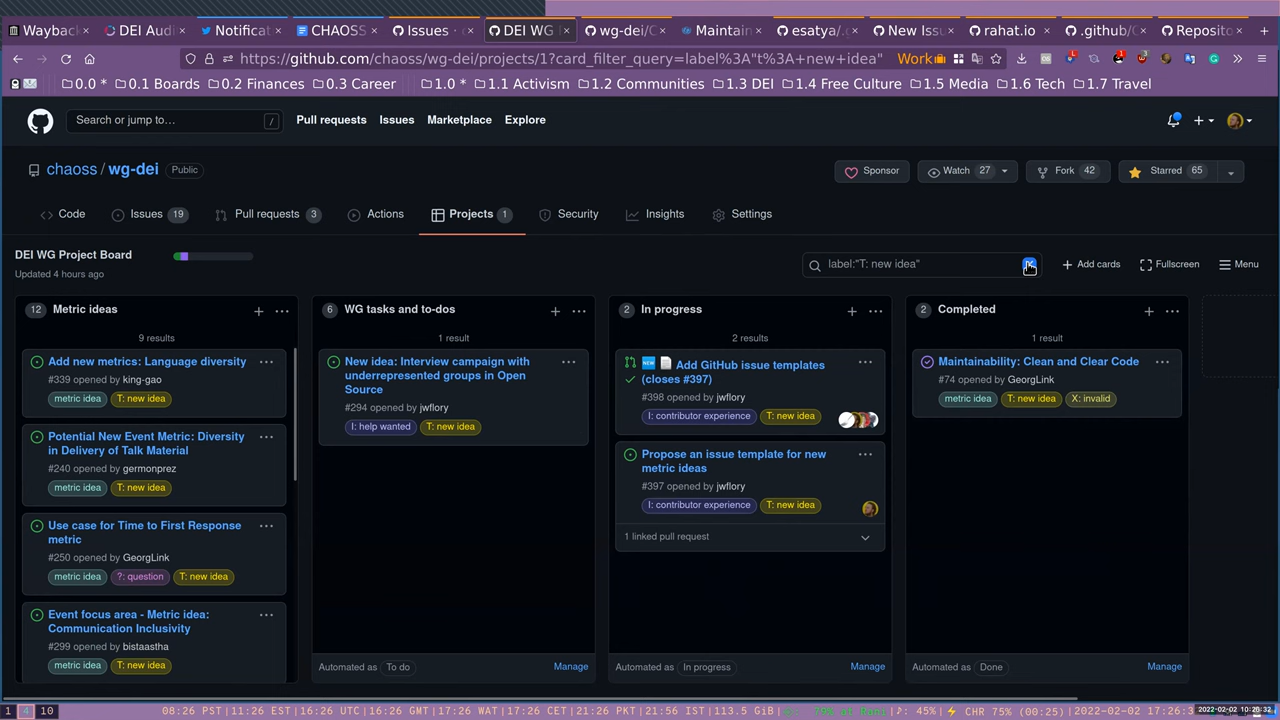 Wayback
DEI Aud
Notificat
CHAOSS
Issues
DEI WG
wg-dei/
Maintain
esatya/.
New Issu
rahat.io
.github/
Reposito
https://github.com/chaoss/wg-dei/projects/1?card_filter_query=label%3A"t%3A+new+idea"
Work
0.0 *
0.1 Boards
0.2 Finances
0.3 Career
1.0 *
1.1 Activism
1.2 Communities
1.3 DEI
1.4 Free Culture
1.5 Media
1.6 Tech
1.7 Travel
Search or jump to…
/
Pull requests
Issues
Marketplace
Explore
chaoss / wg-dei
Public
Sponsor
Watch 27
Fork 42
Starred 65
Code
Issues 19
Pull requests 3
Actions
Projects 1
Security
Insights
Settings
DEI WG Project Board
Updated 4 hours ago
label:"T: new idea"
Add cards
Fullscreen
Menu
12 Metric ideas
9 results
Add new metrics: Language diversity
#339 opened by king-gao
metric idea
T: new idea
Potential New Event Metric: Diversity
in Delivery of Talk Material
#240 opened by germonprez
metric idea
T: new idea
Use case for Time to First Response
metric
#250 opened by GeorgLink
metric idea
?: question
T: new idea
Event focus area - Metric idea:
Communication Inclusivity
#299 opened by bistaastha
metric idea
T: new idea
6 WG tasks and to-dos
1 result
New idea: Interview campaign with
underrepresented groups in Open
Source
#294 opened by jwflory
I: help wanted
T: new idea
Automated as To do
Manage
2 In progress
2 results
Add GitHub issue templates
(closes #397)
#398 opened by jwflory
I: contributor experience
T: new idea
Propose an issue template for new
metric ideas
#397 opened by jwflory
I: contributor experience
T: new idea
1 linked pull request
Automated as In progress
Manage
2 Completed
1 result
Maintainability: Clean and Clear Code
#74 opened by GeorgLink
metric idea
T: new idea
X: invalid
Automated as Done
Manage
1 4 10
08:26 PST|11:26 EST|16:26 UTC|16:26 GMT|17:26 WAT|17:26 CET|21:26 PKT|21:56 IST|113.5 GiB|
45%|
CHR 75% (00:25)|2022-02-02 17:26:3
2022-02-02 10:26:32